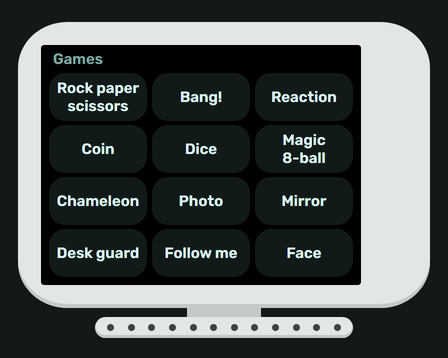 Games
Rock paper
scissors
Bang!
Reaction
Coin
Dice
Magic
8-ball
Chameleon
Photo
Mirror
Desk guard
Follow me
Face